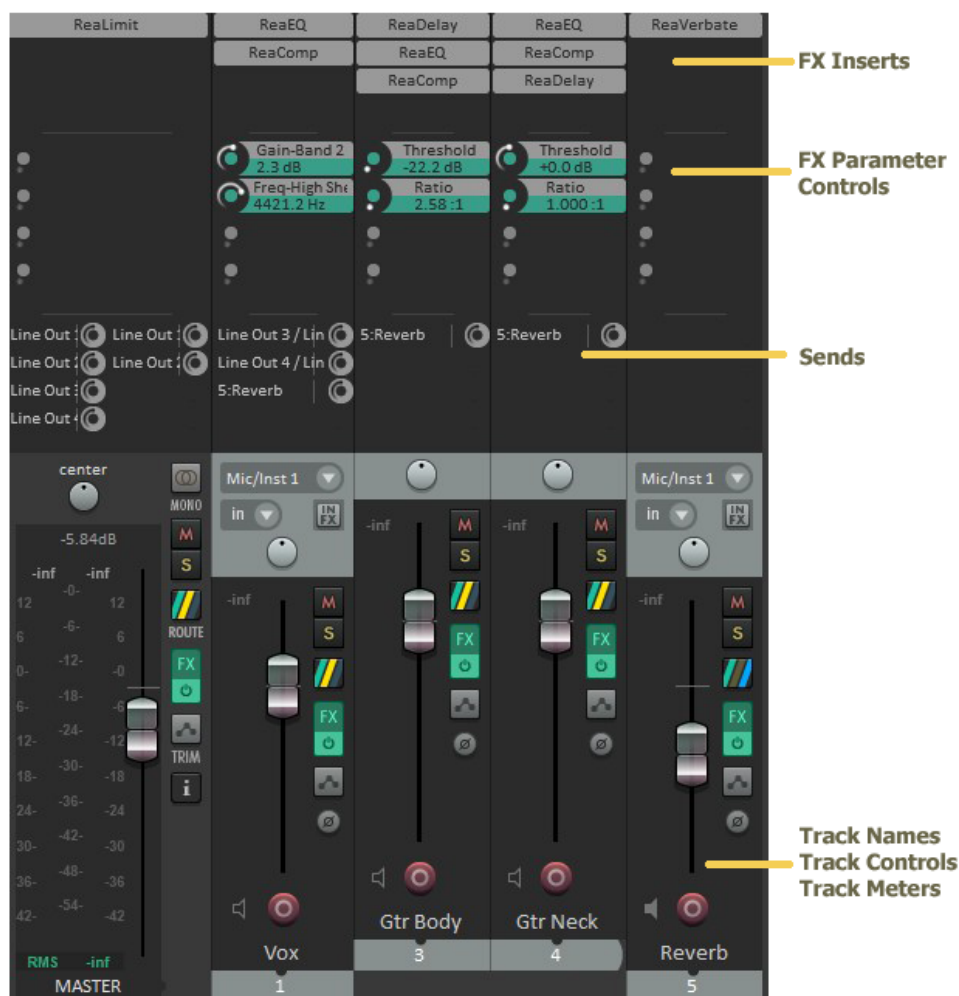 ReaLimit
ReaEQ
ReaDelay
ReaEQ
ReaVerbate
ReaComp
ReaEQ
ReaComp
ReaComp
ReaDelay
FX Inserts
Gain-Band 2
2.3 dB
Threshold
-22.2 dB
Threshold
+0.0 dB
Freq-High She
4421.2 Hz
Ratio
2.58 :1
Ratio
1.000 :1
FX Parameter
Controls
Line Out
Line Out
Line Out 3 / Lin
5:Reverb
5:Reverb
Line Out 2
Line Out
Line Out 4 / Lin
Line Out
5:Reverb
Line Out 4
Sends
center
MONO
-5.84dB
M
S
-inf -inf
ROUTE
FX
TRIM
i
12 -0- 12
6 -6- 6
0- -12- -0
6- -18- -6
12- -24- -12
18- -30- -18
24- -36- -24
30- -42- -30
36- -48- -36
42- -54- -42
RMS -inf
MASTER
Mic/Inst 1
in
IN
FX
-inf
M
S
FX
Ø
Vox
1
-inf
M
S
FX
Ø
Gtr Body
3
-inf
M
S
FX
Ø
Gtr Neck
4
Mic/Inst 1
in
IN
FX
-inf
M
S
FX
Ø
Reverb
5
Track Names
Track Controls
Track Meters